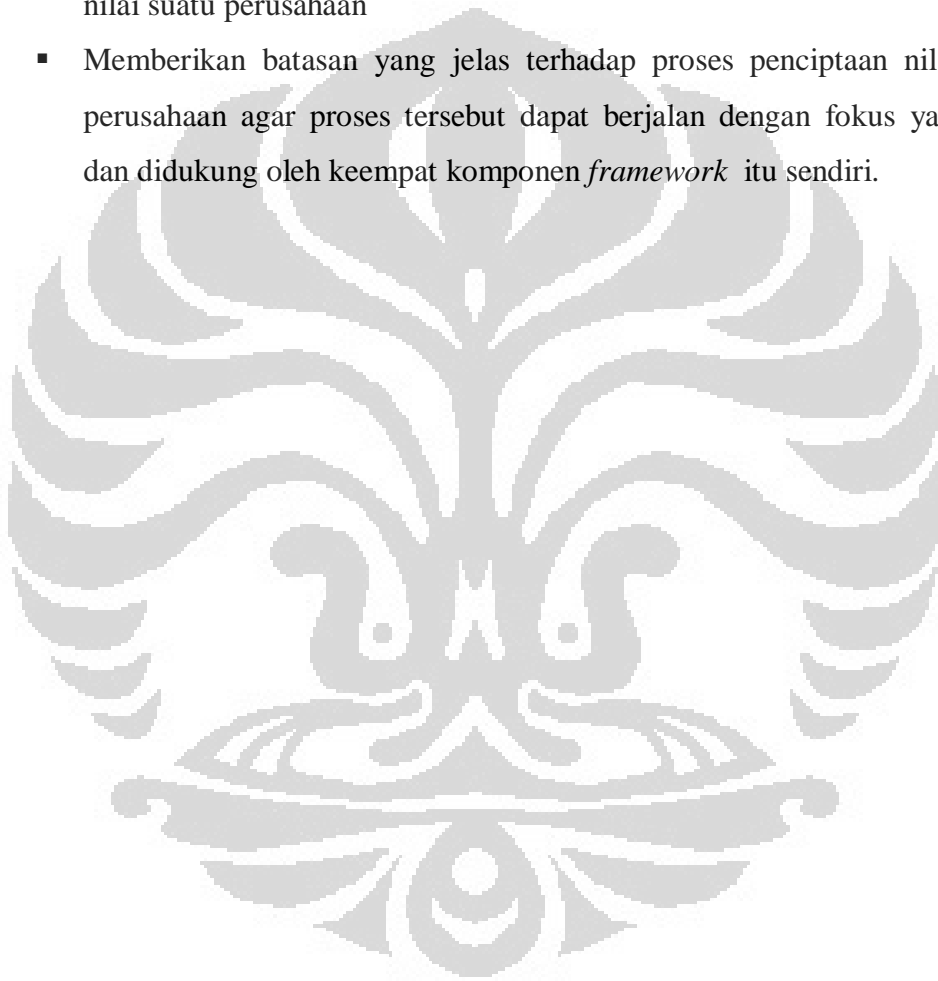 nilai suatu perusahaan
▪ Memberikan batasan yang jelas terhadap proses penciptaan nil
perusahaan agar proses tersebut dapat berjalan dengan fokus ya
dan didukung oleh keempat komponen framework itu sendiri.